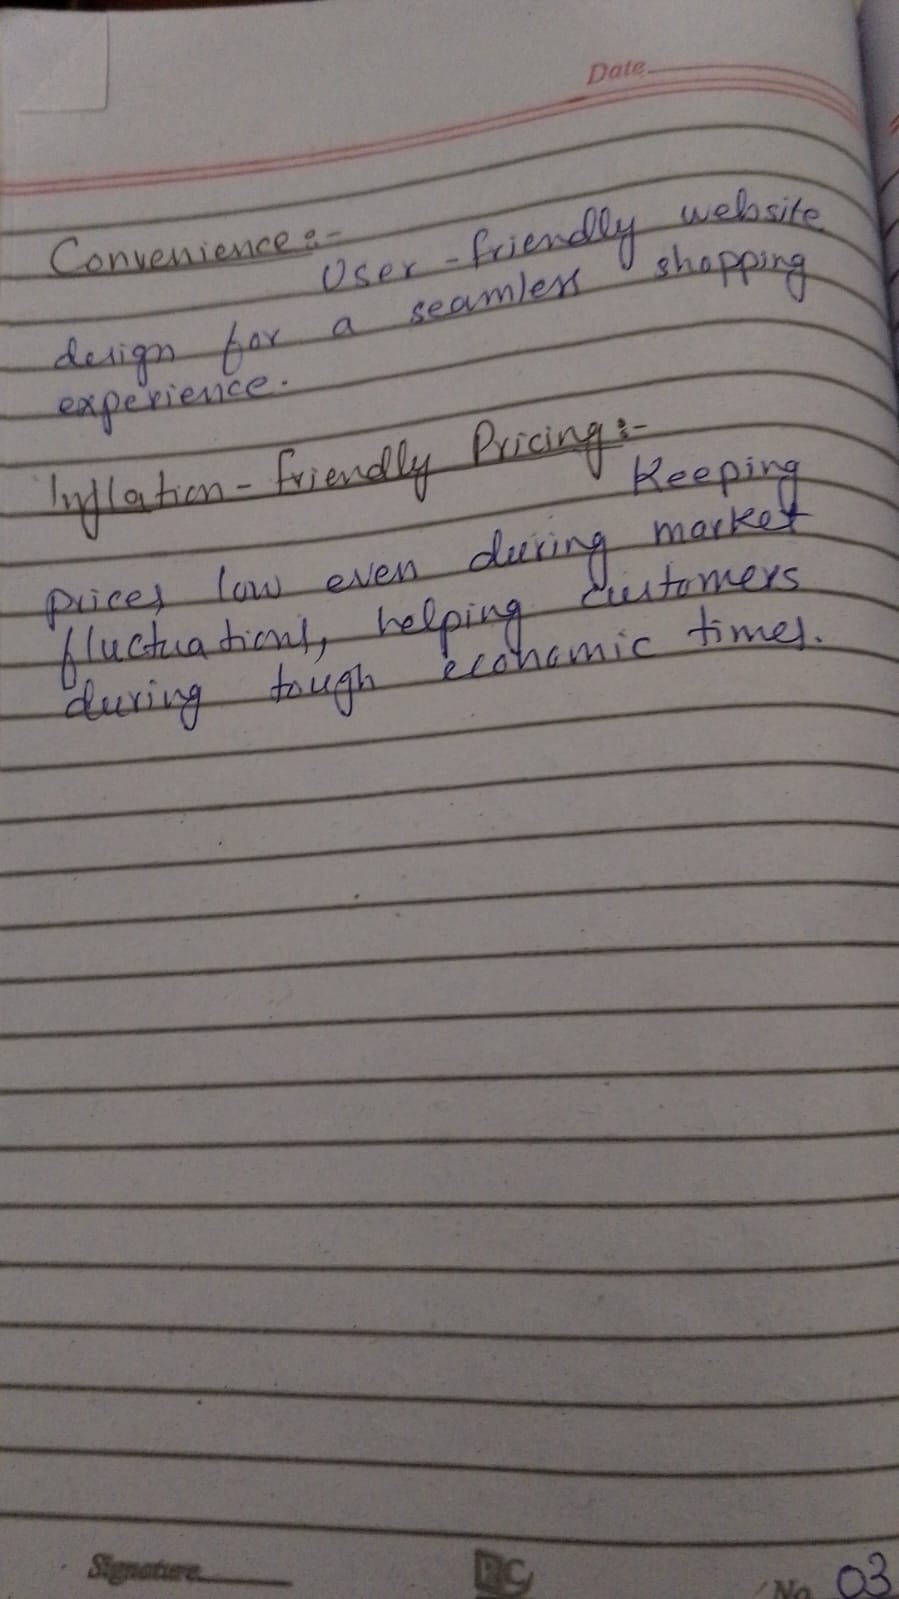 Date
Convenience:-
User-friendly website
design for a seamless shopping
experience.
Inflation-friendly Pricing:-
Keeping
prices low even during market
fluctuations, helping customers
during tough economic times.
Signature
No 03